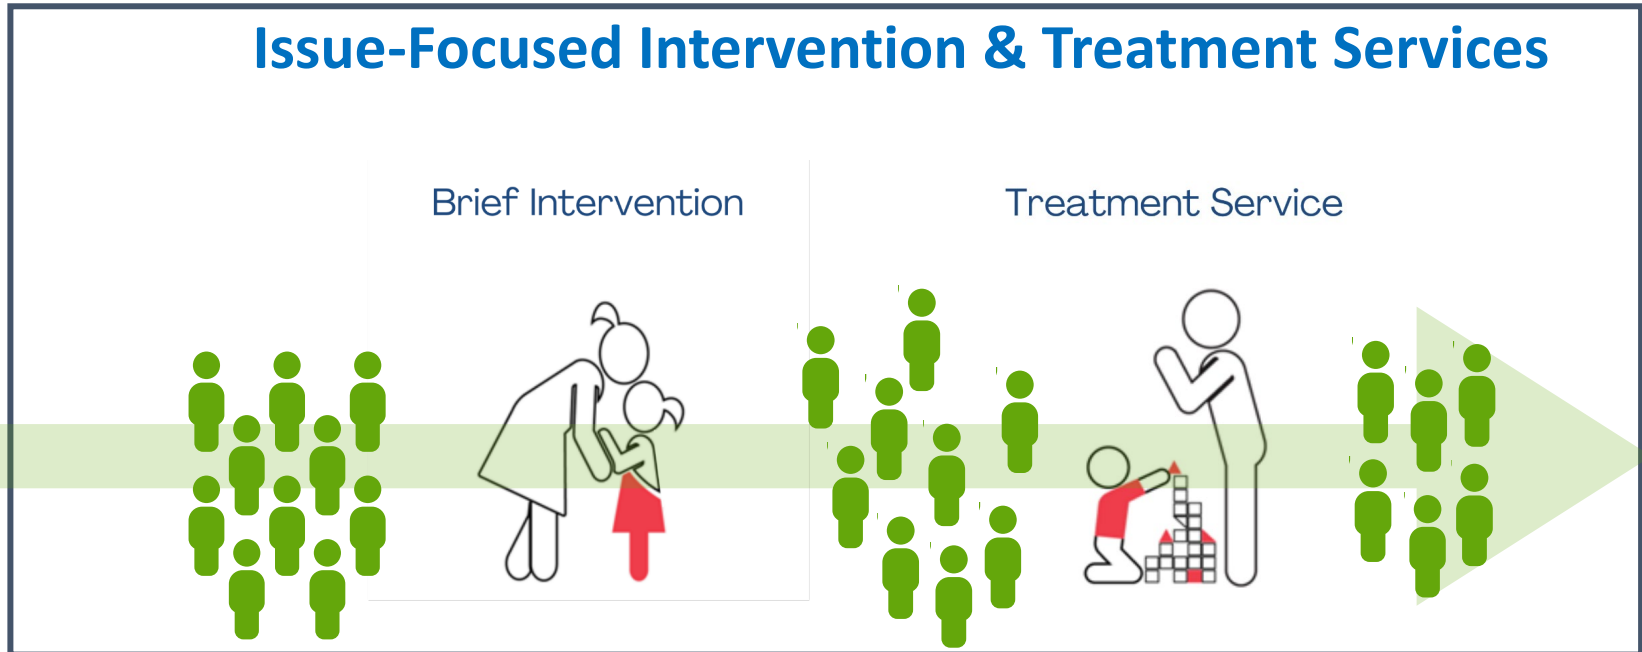 Issue-Focused Intervention & Treatment Services
Brief Intervention
Treatment Service